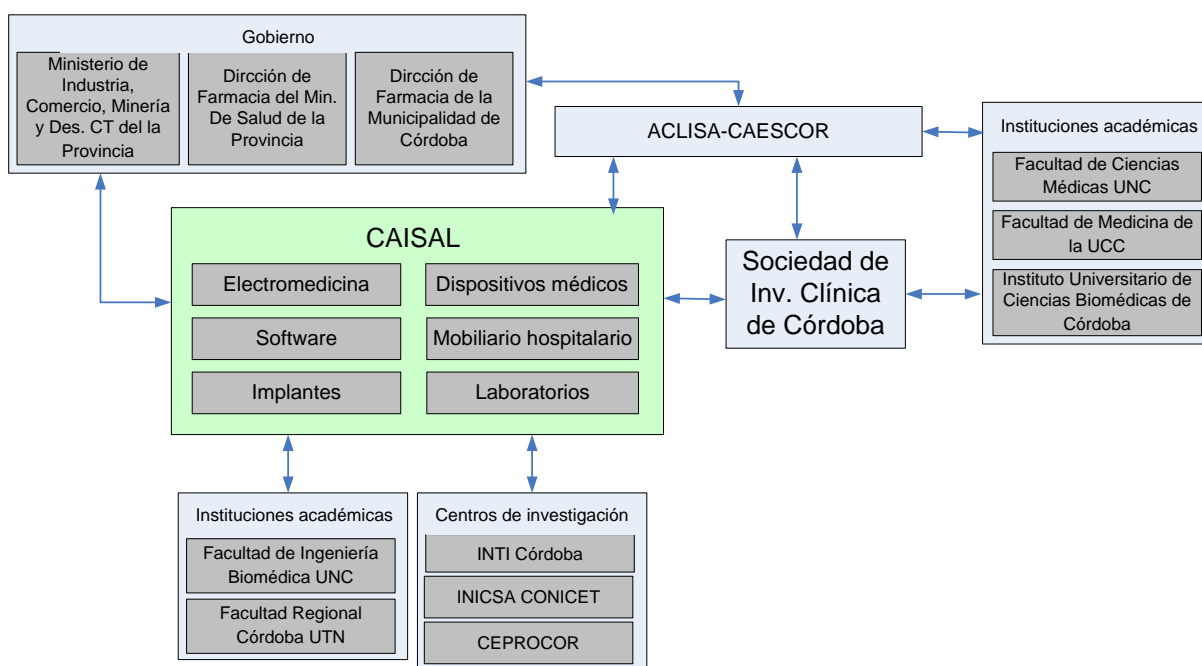 Gobierno
Ministerio de
Industria,
Comercio, Minería
y Des. CT del la
Provincia
Dircción de
Farmacia del Min.
De Salud de la
Provincia
Dircción de
Farmacia de la
Municipalidad de
Córdoba
ACLISA-CAESCOR
Instituciones académicas
Facultad de Ciencias
Médicas UNC
Facultad de Medicina de
la UCC
Instituto Universitario de
Ciencias Biomédicas de
Córdoba
CAISAL
Electromedicina
Dispositivos médicos
Software
Mobiliario hospitalario
Implantes
Laboratorios
Sociedad de
Inv. Clínica
de Córdoba
Instituciones académicas
Facultad de Ingeniería
Biomédica UNC
Facultad Regional
Córdoba UTN
Centros de investigación
INTI Córdoba
INICSA CONICET
CEPROCOR